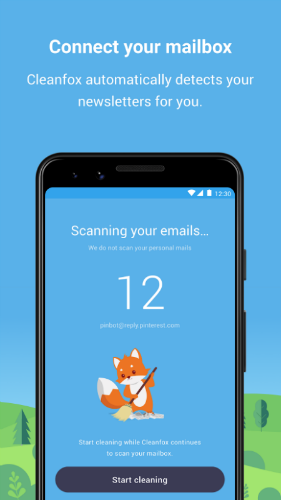 Connect your mailbox
Cleanfox automatically detects your
newsletters for you.
12:30
Scanning your emails...
We do not scan your personal mails
12
pinbot@reply.pinterest.com
Start cleaning while Cleanfox continues
to scan your mailbox.
Start cleaning